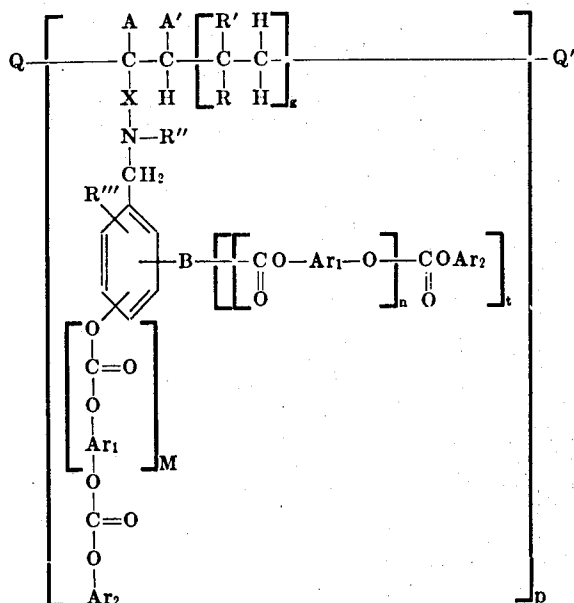 A A' R' H
Q C C C C Q'
X H R H g
N—R''
CH₂
R'''
B C O—Ar₁—O C OAr₂
O n O t
O
C=O
O
Ar₁
M
O
C=O
O
Ar₂ p